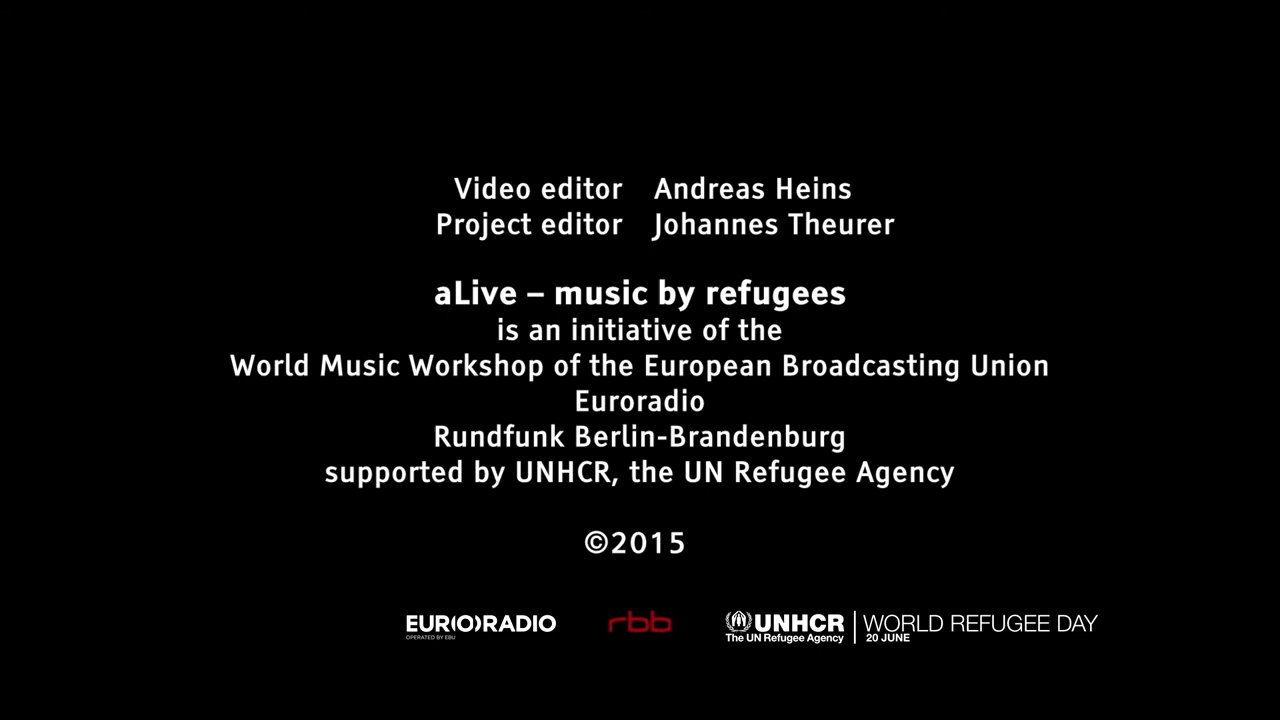 Video editor Andreas Heins
Project editor Johannes Theurer
aLive – music by refugees
is an initiative of the
World Music Workshop of the European Broadcasting Union
Euroradio
Rundfunk Berlin-Brandenburg
supported by UNHCR, the UN Refugee Agency
©2015
EURORADIO
OPERATED BY EBU
rbb
UNHCR
The UN Refugee Agency
WORLD REFUGEE DAY
20 JUNE